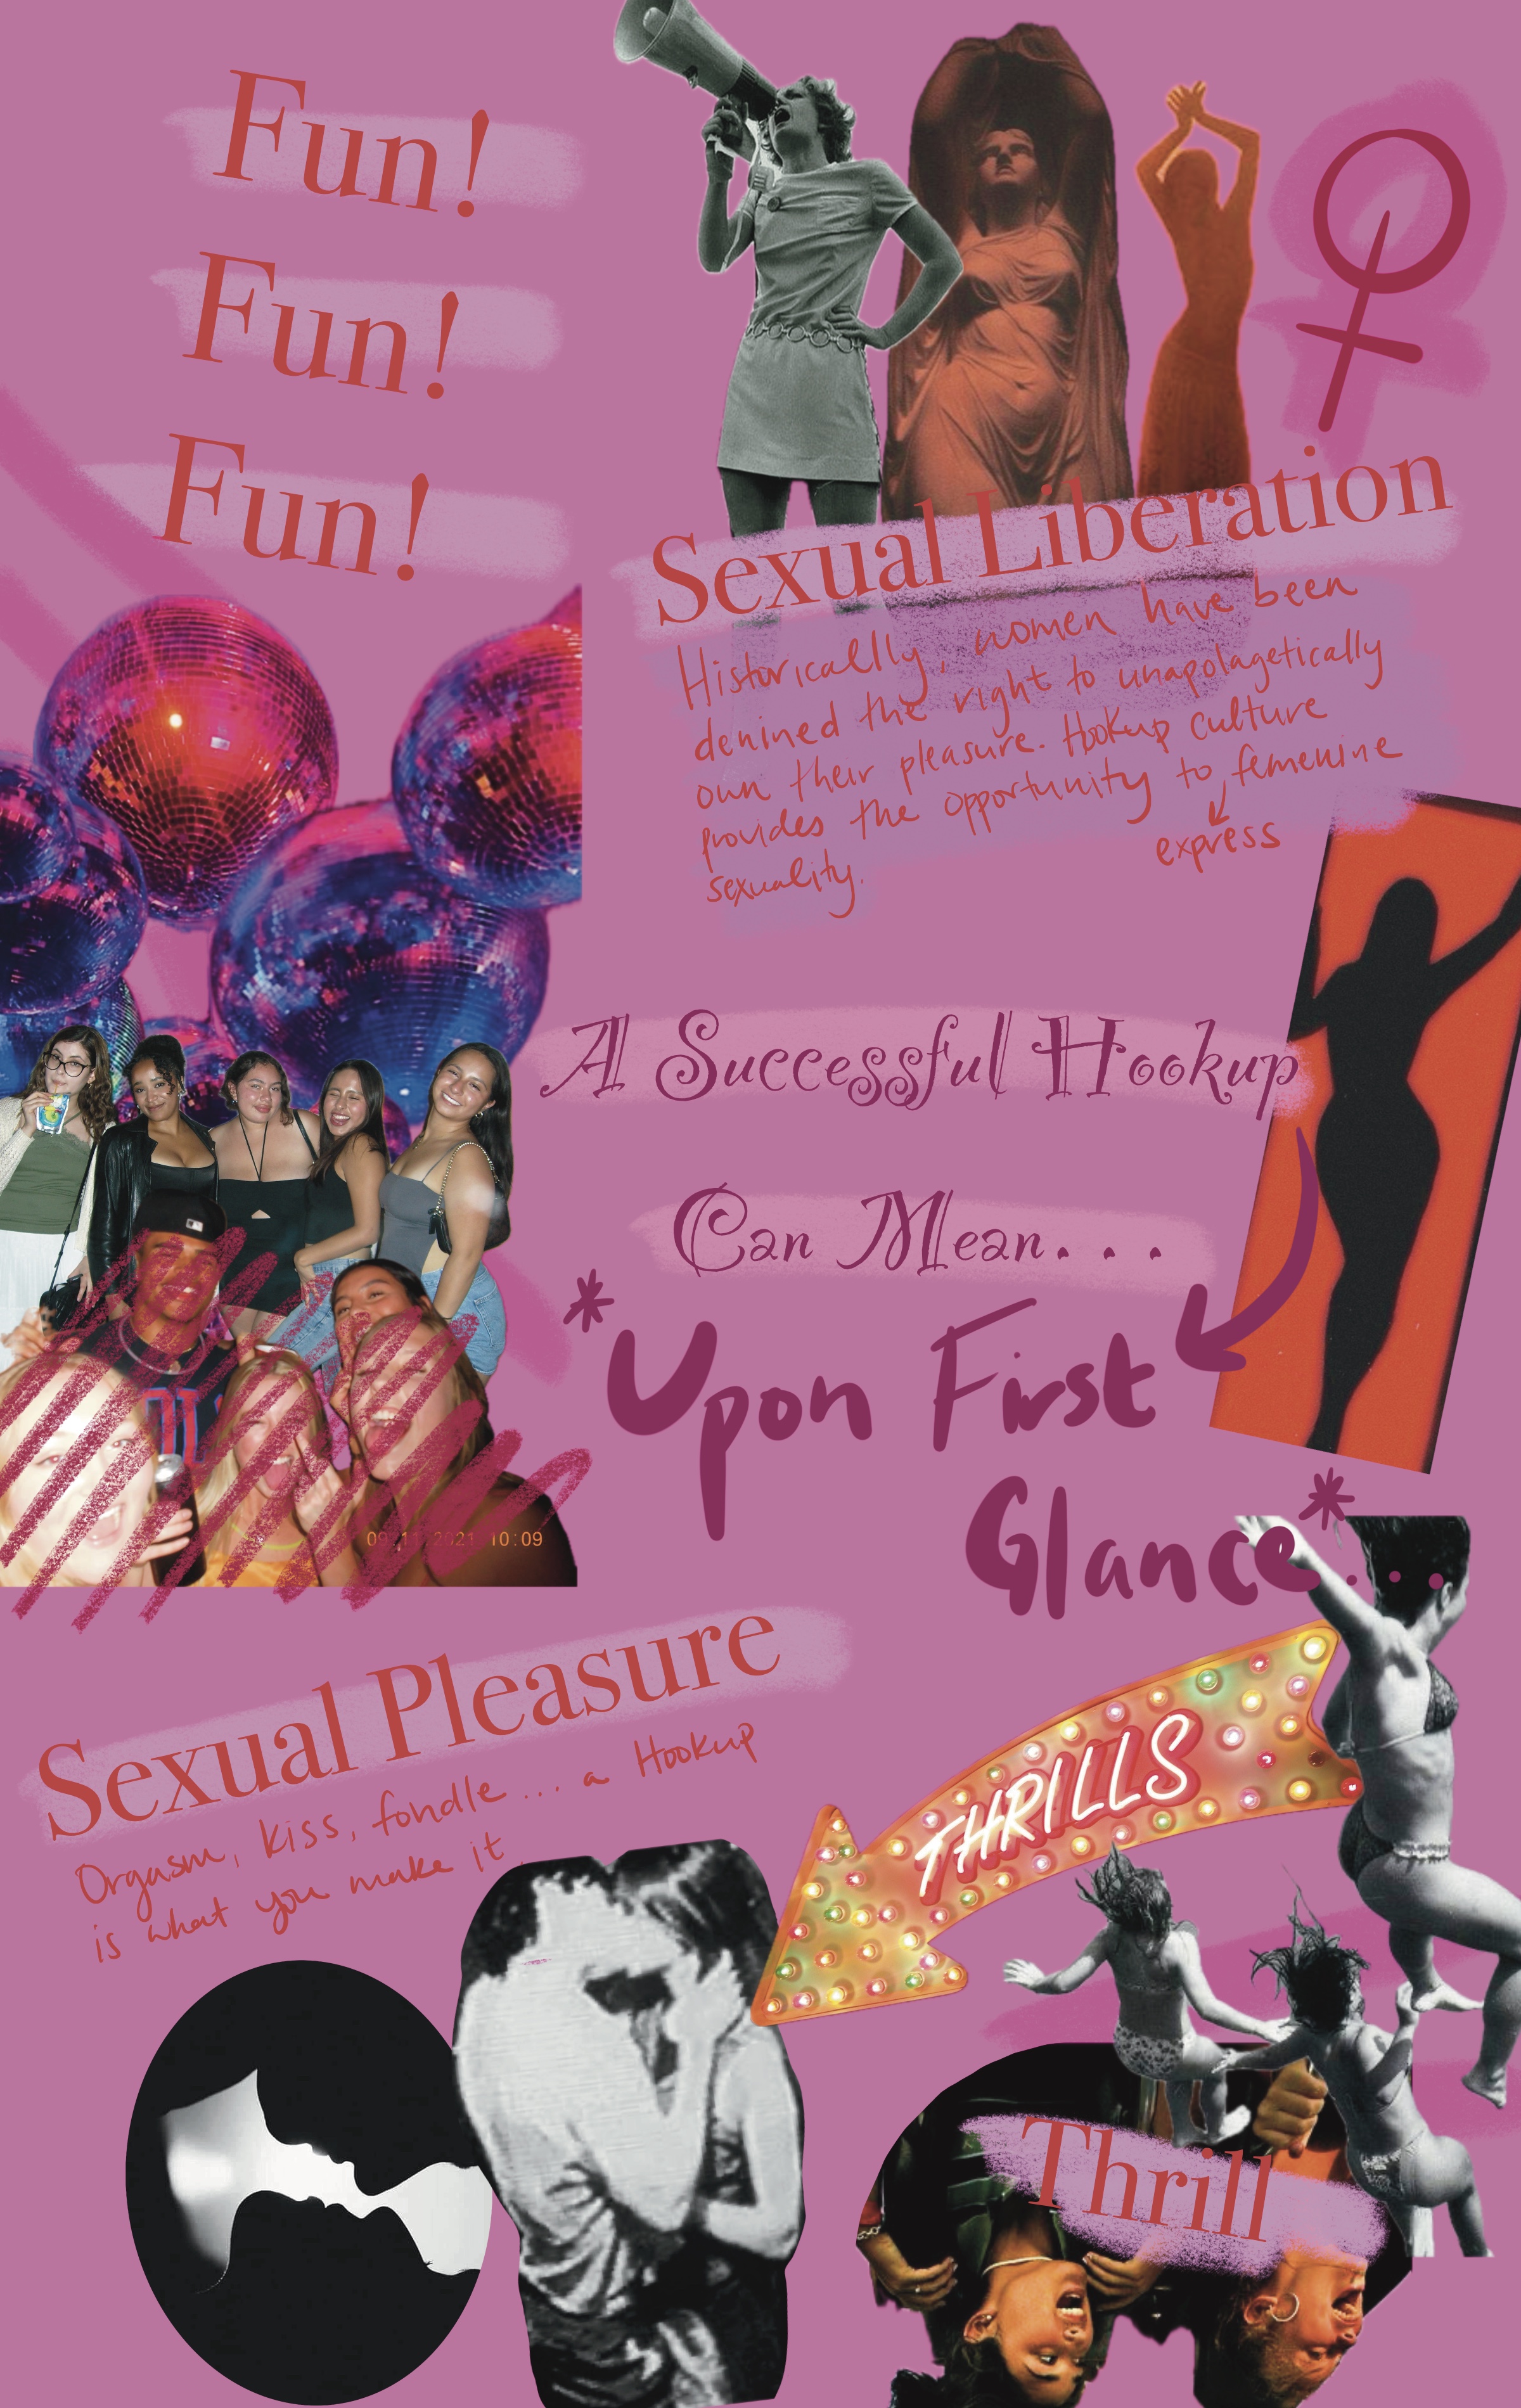 Fun!
Fun!
Fun!
Sexual Liberation
Historically, women have been
denined the right to unapolagetically
own their pleasure. Hookup culture
provides the opportunity to femenine
express
sexuality.
A Successful Hookup
Can Mean...
*Upon First
Glance*...
09 11 2021 10:09
Sexual Pleasure
Orgasm, kiss, fondle... a Hookup
is what you make it.
THRILLS
Thrill